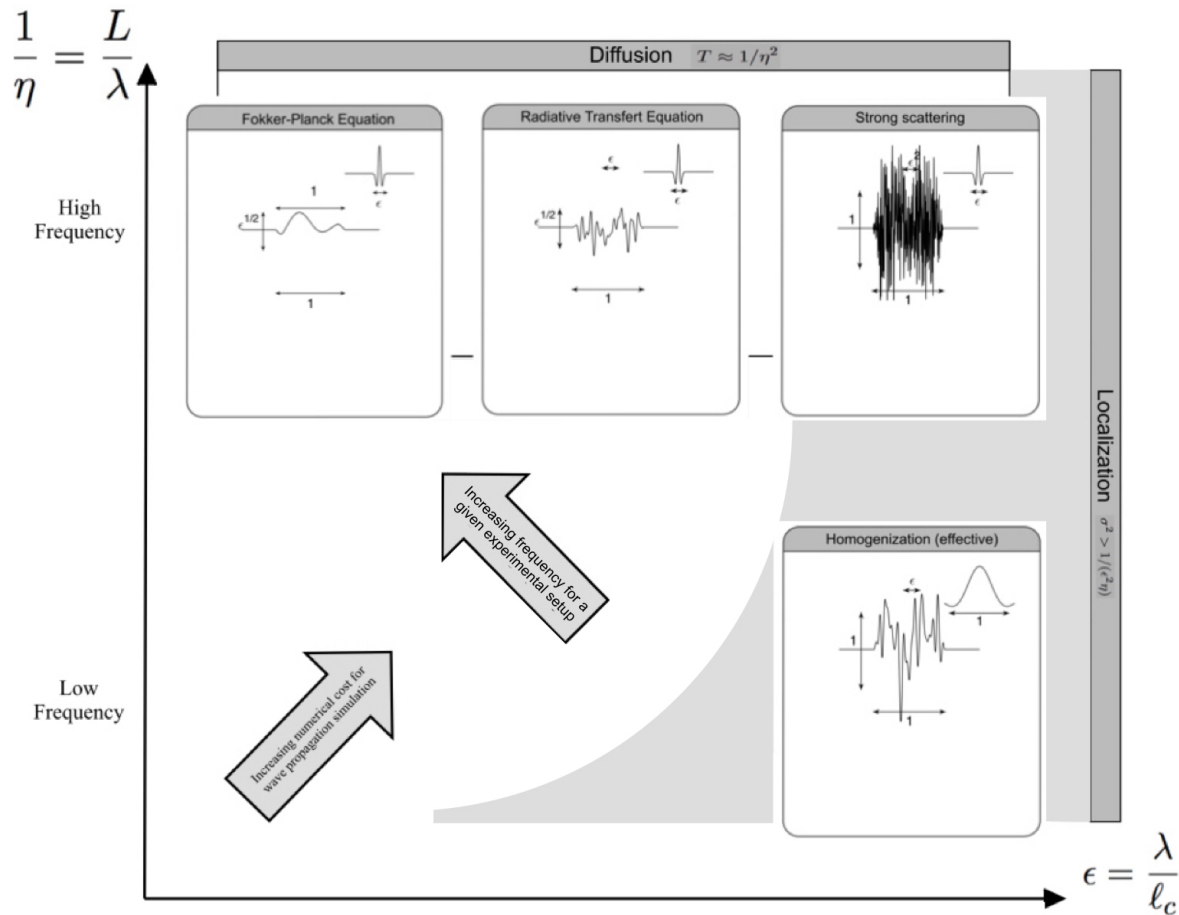 1/η = L/λ
Diffusion T ≈ 1/η²
Fokker-Planck Equation
1
ϵ
ϵ^{1/2}
1
Radiative Transfert Equation
ϵ
ϵ
ϵ^{1/2}
1
Strong scattering
ϵ²
ϵ
1
1
High
Frequency
Localization σ² > 1/(ϵ²η)
Increasing frequency for a
given experimental setup
Homogenization (effective)
ϵ
1
1
1
Low
Frequency
Increasing numerical cost for
wave propagation simulation
ϵ = λ/ℓ_c